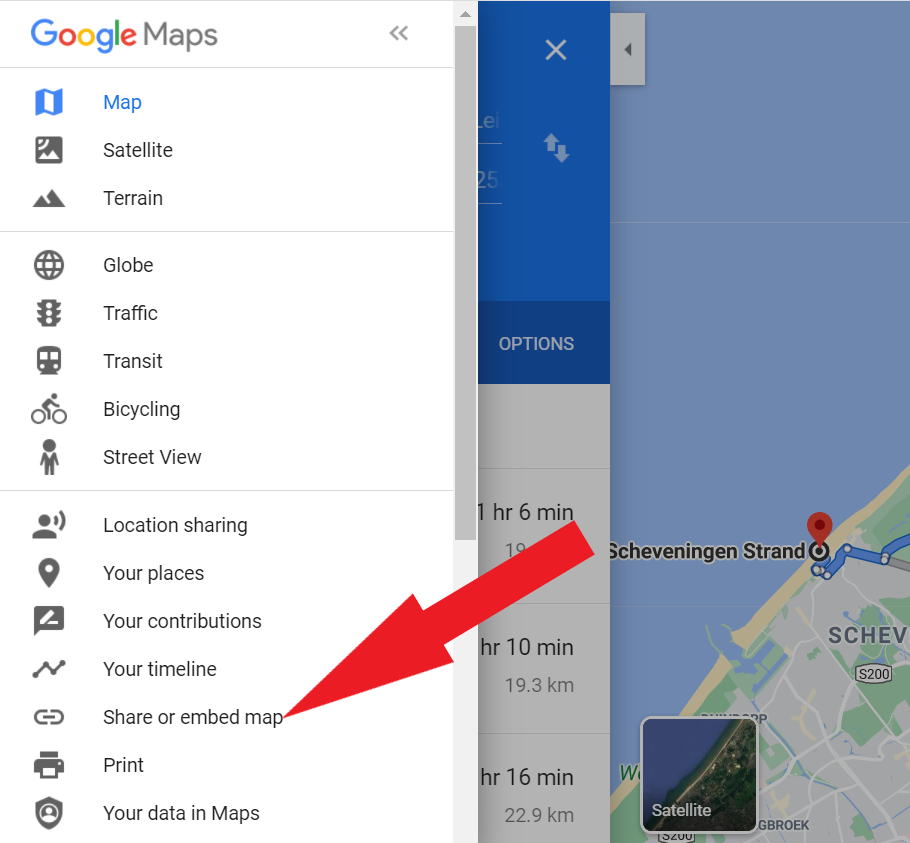 Google Maps
Map
Satellite
Terrain
Globe
Traffic
Transit
Bicycling
Street View
Location sharing
Your places
Your contributions
Your timeline
Share or embed map
Print
Your data in Maps
Lei
25
OPTIONS
1 hr 6 min
19
hr 10 min
19.3 km
hr 16 min
22.9 km
Scheveningen Strand
SCHEV
S200
Satellite
GBROEK
S200